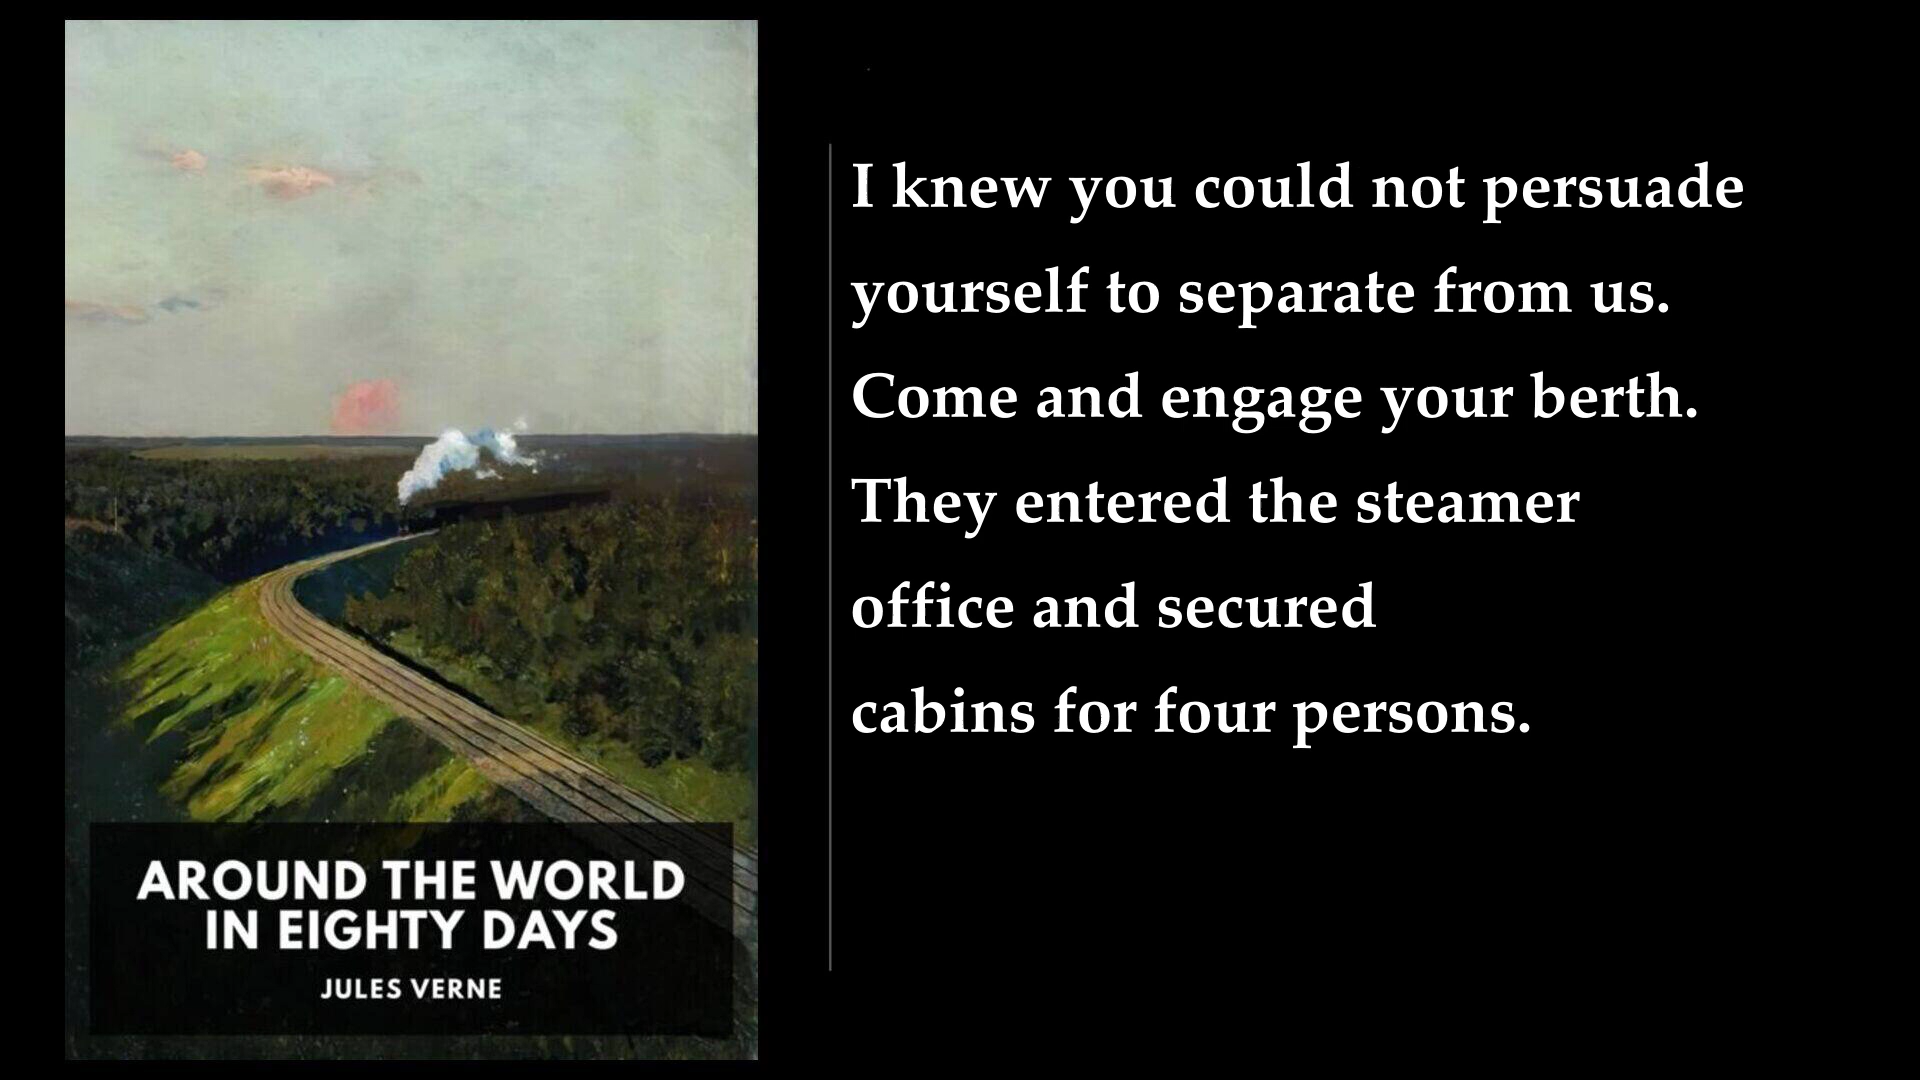 I knew you could not persuade
yourself to separate from us.
Come and engage your berth.
They entered the steamer
office and secured
cabins for four persons.
AROUND THE WORLD
IN EIGHTY DAYS
JULES VERNE